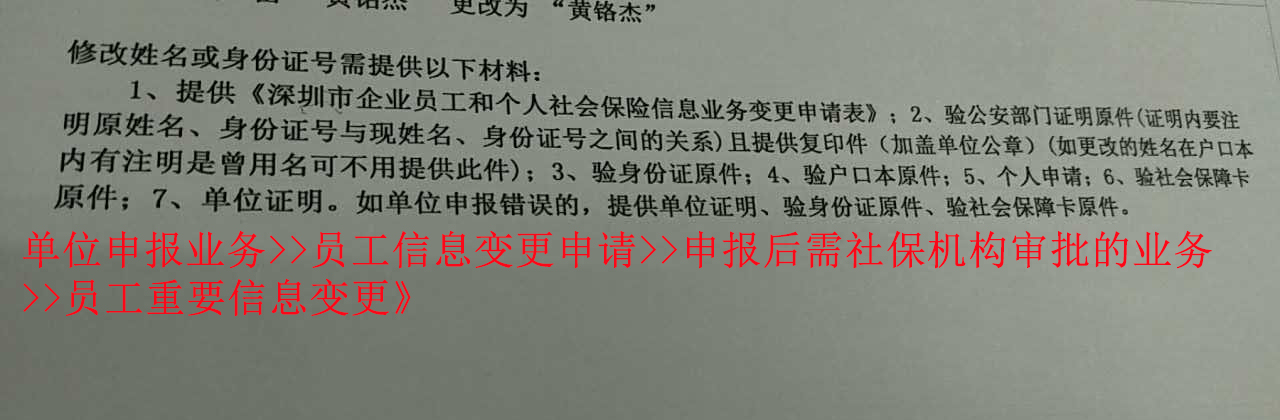 “黄铭杰” 更改为 “黄铬杰”
修改姓名或身份证号需提供以下材料：
1、提供《深圳市企业员工和个人社会保险信息业务变更申请表》；2、验公安部门证明原件(证明内要注
明原姓名、身份证号与现姓名、身份证号之间的关系)且提供复印件（加盖单位公章）(如更改的姓名在户口本
内有注明是曾用名可不用提供此件)；3、验身份证原件；4、验户口本原件；5、个人申请；6、验社会保障卡
原件；7、单位证明。如单位申报错误的，提供单位证明、验身份证原件、验社会保障卡原件。
单位申报业务>>员工信息变更申请>>申报后需社保机构审批的业务
>>员工重要信息变更》